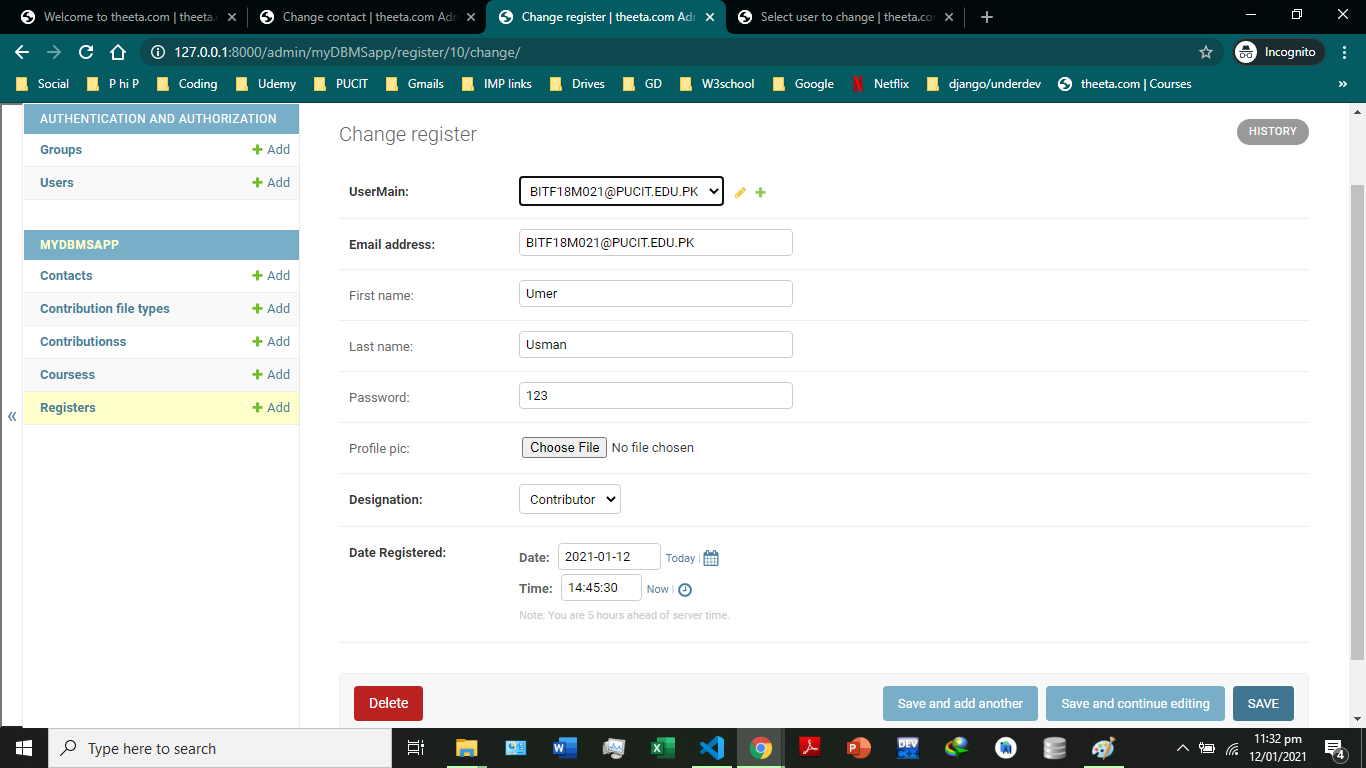 Welcome to theeta.com | theeta.
Change contact | theeta.com Adm
Change register | theeta.com Adm
Select user to change | theeta.co
127.0.0.1:8000/admin/myDBMSapp/register/10/change/
Incognito
Social P hi P Coding Udemy PUCIT Gmails IMP links Drives GD W3school Google Netflix django/underdev theeta.com | Courses »
AUTHENTICATION AND AUTHORIZATION
Groups + Add
Users + Add
MYDBMSAPP
Contacts + Add
Contribution file types + Add
Contributionss + Add
Coursess + Add
Registers + Add
«
Change register
HISTORY
UserMain: BITF18M021@PUCIT.EDU.PK
Email address: BITF18M021@PUCIT.EDU.PK
First name: Umer
Last name: Usman
Password: 123
Profile pic: Choose File No file chosen
Designation: Contributor
Date Registered: Date: 2021-01-12 Today |
Time: 14:45:30 Now |
Note: You are 5 hours ahead of server time.
Delete
Save and add another
Save and continue editing
SAVE
Type here to search
DEV
11:32 pm
12/01/2021
4